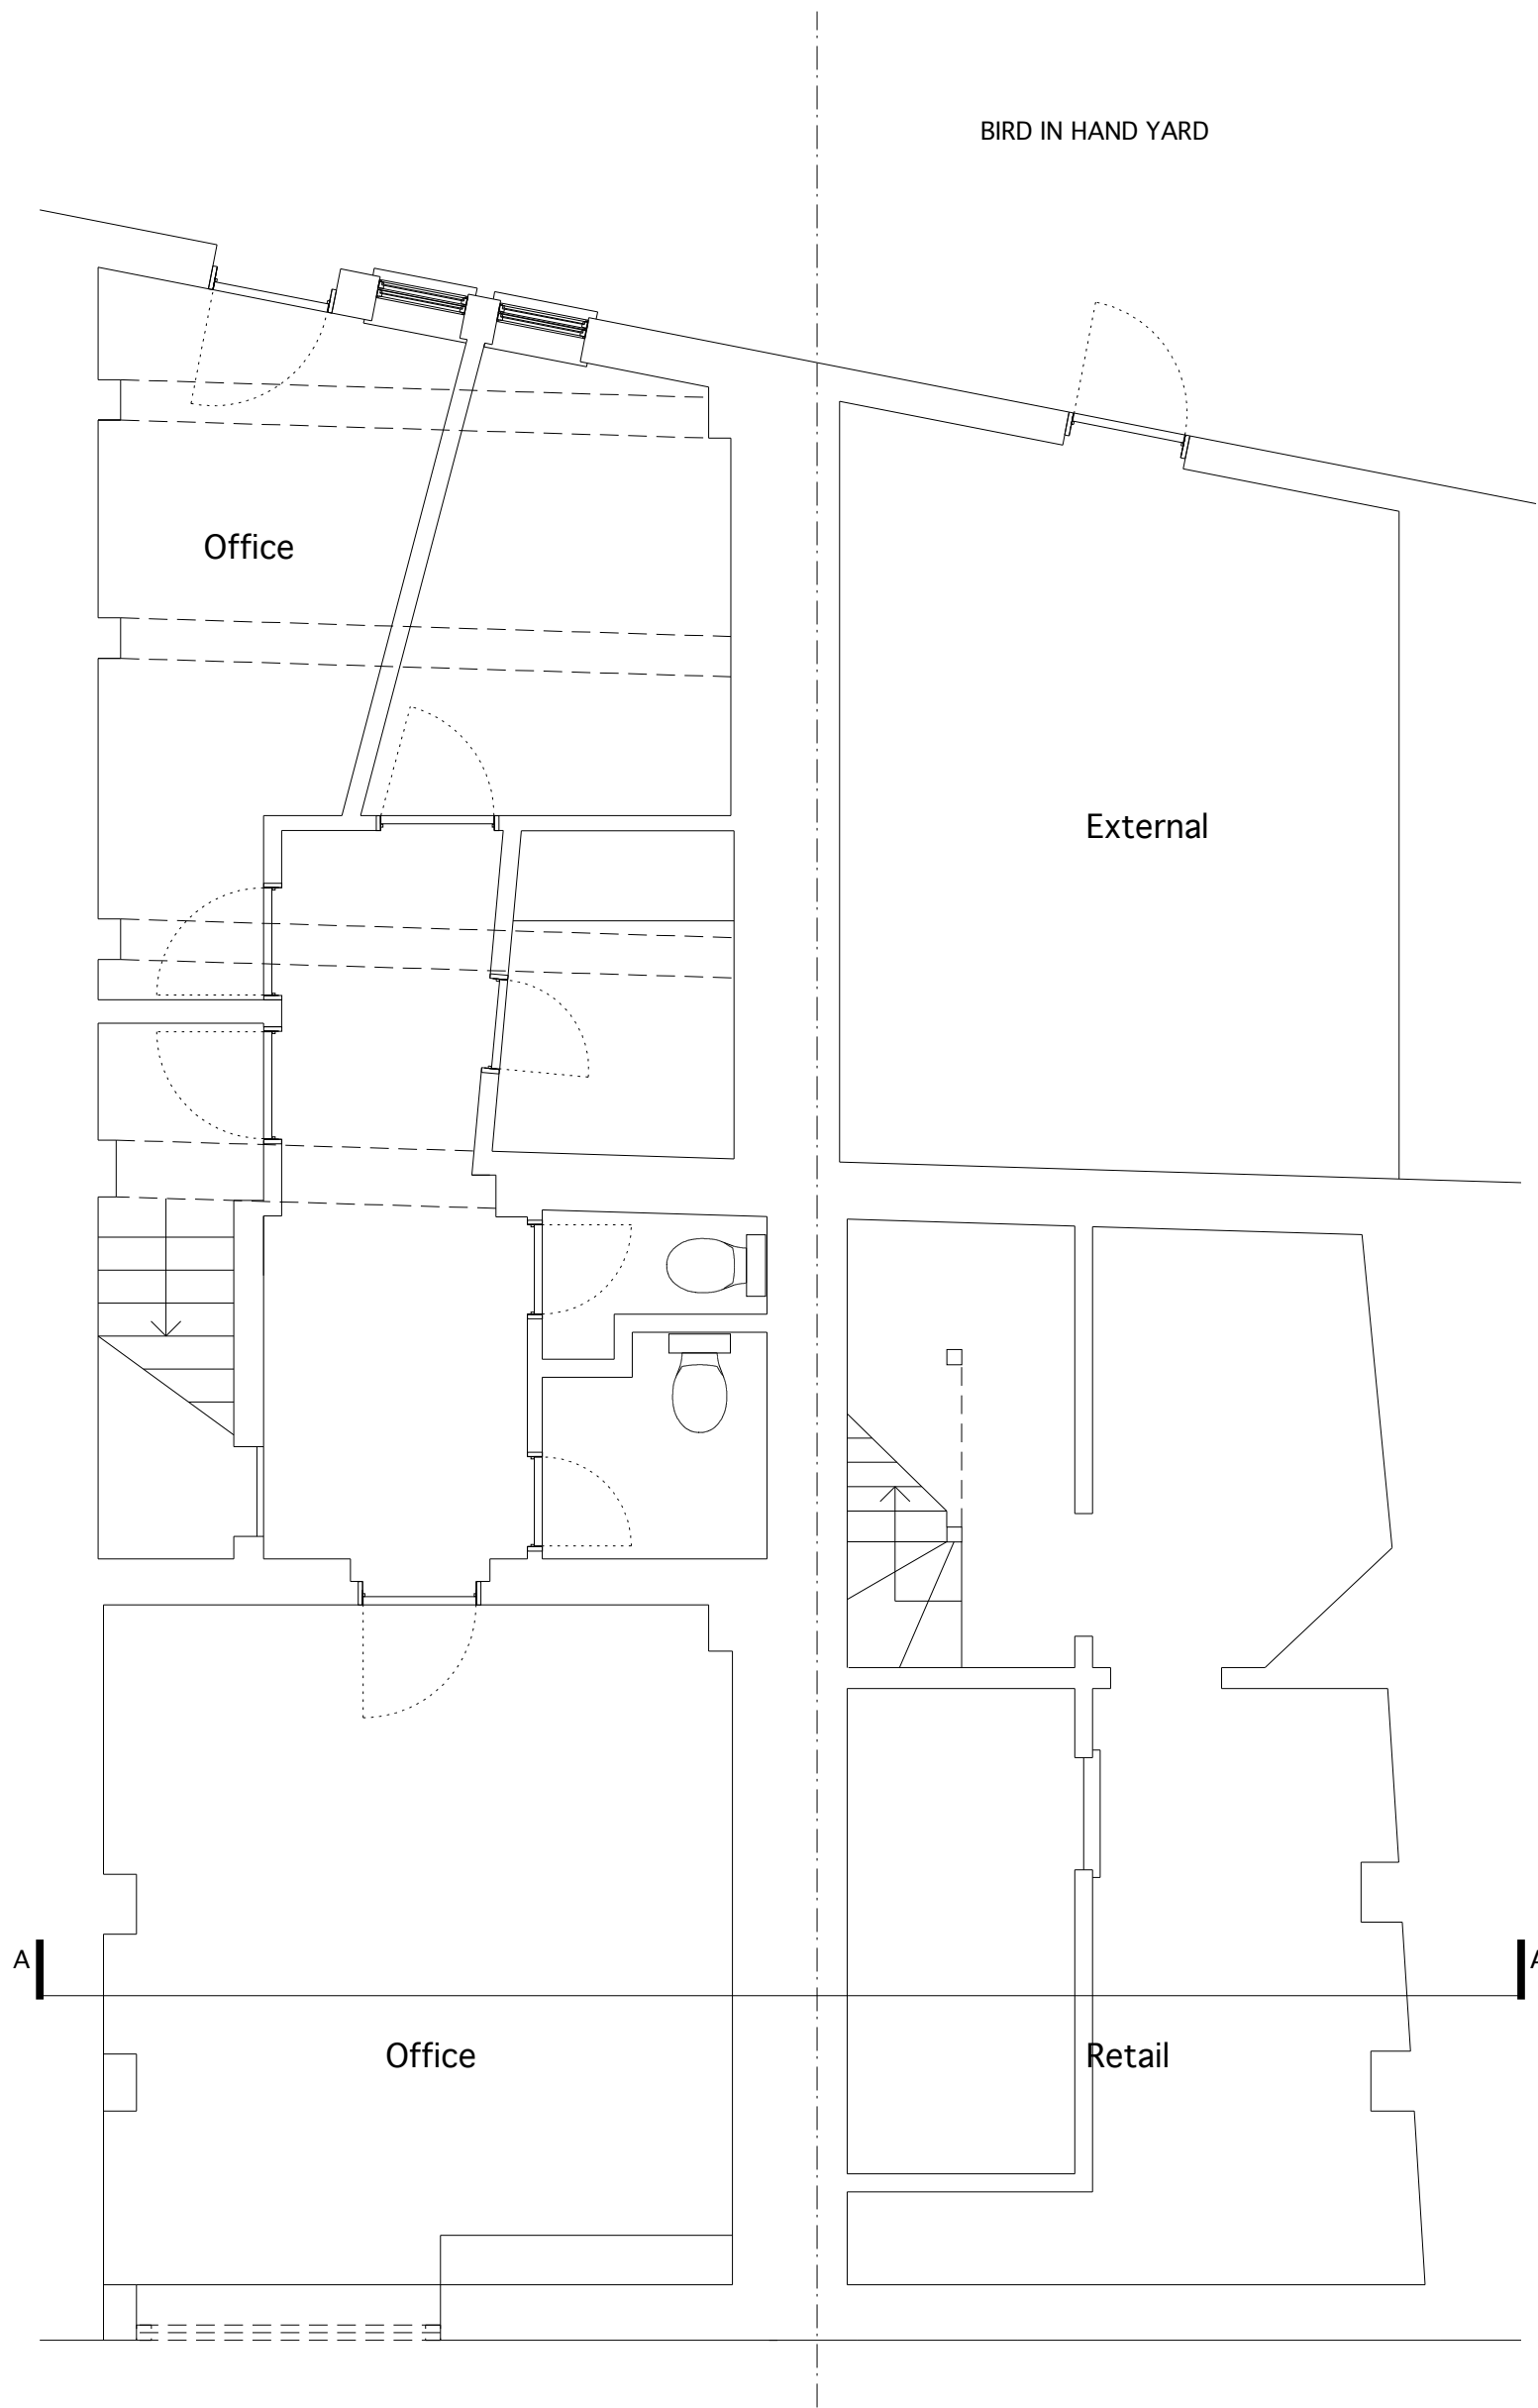 BIRD IN HAND YARD
Office
External
A
A
Office
Retail